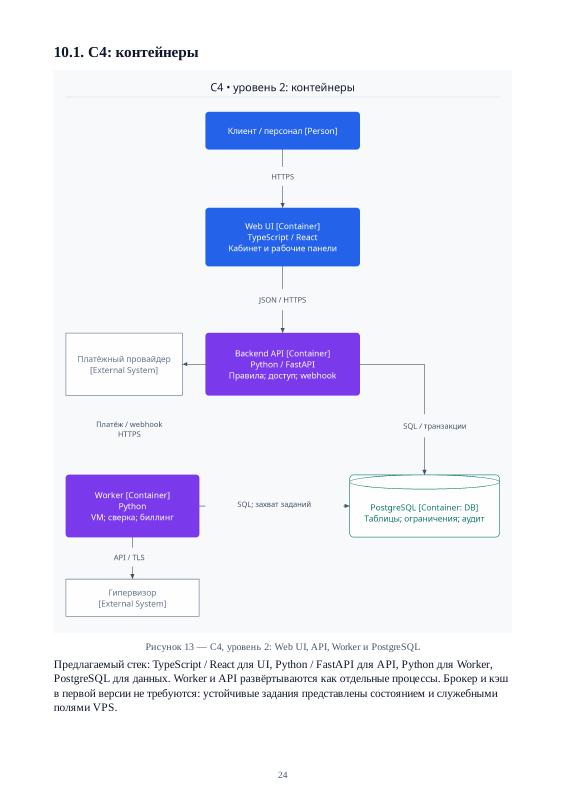 10.1. C4: контейнеры
C4 • уровень 2: контейнеры
Клиент / персонал [Person]
HTTPS
Web UI [Container]
TypeScript / React
Кабинет и рабочие панели
JSON / HTTPS
Платёжный провайдер
[External System]
Backend API [Container]
Python / FastAPI
Правила; доступ; webhook
Платёж / webhook
HTTPS
SQL / транзакции
Worker [Container]
Python
VM; сверка; биллинг
SQL; захват заданий
PostgreSQL [Container: DB]
Таблицы; ограничения; аудит
API / TLS
Гипервизор
[External System]
Рисунок 13 — C4, уровень 2: Web UI, API, Worker и PostgreSQL
Предлагаемый стек: TypeScript / React для UI, Python / FastAPI для API, Python для Worker,
PostgreSQL для данных. Worker и API развёртываются как отдельные процессы. Брокер и кэш
в первой версии не требуются: устойчивые задания представлены состоянием и служебными
полями VPS.
24